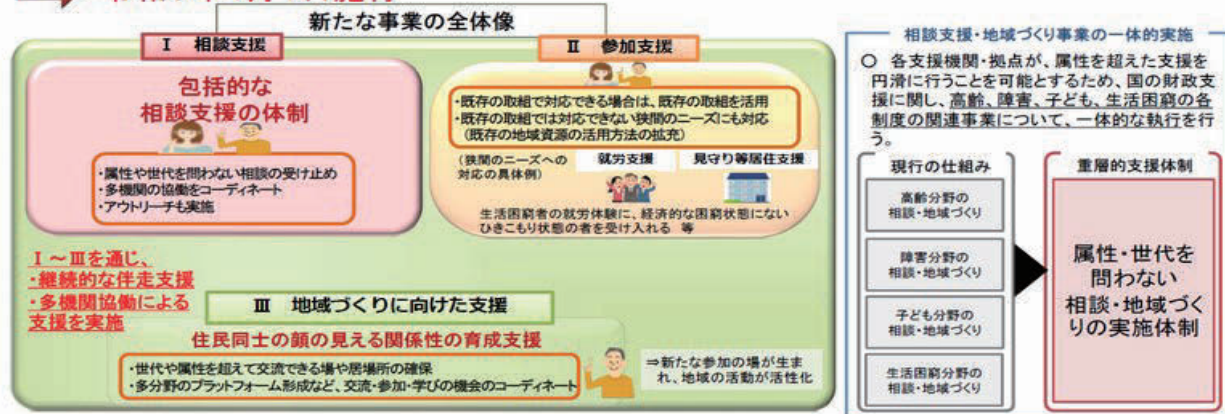 新たな事業の全体像
Ⅰ 相談支援
包括的な
相談支援の体制
・属性や世代を問わない相談の受け止め
・多機関の協働をコーディネート
・アウトリーチも実施
Ⅱ 参加支援
・既存の取組で対応できる場合は、既存の取組を活用
・既存の取組では対応できない狭間のニーズにも対応
(既存の地域資源の活用方法の拡充)
(狭間のニーズへの
対応の具体例)
就労支援
見守り等居住支援
生活困窮者の就労体験に、経済的な困窮状態にない
ひきこもり状態の者を受け入れる 等
Ⅰ~Ⅲを通じ、
・継続的な伴走支援
・多機関協働による
支援を実施
Ⅲ 地域づくりに向けた支援
住民同士の顔の見える関係性の育成支援
・世代や属性を超えて交流できる場や居場所の確保
・多分野のプラットフォーム形成など、交流・参加・学びの機会のコーディネート
⇒新たな参加の場が生ま
れ、地域の活動が活性化
相談支援・地域づくり事業の一体的実施
○ 各支援機関・拠点が、属性を超えた支援を
円滑に行うことを可能とするため、国の財政支
援に関し、高齢、障害、子ども、生活困窮の各
制度の関連事業について、一体的な執行を行
う。
現行の仕組み
高齢分野の
相談・地域づくり
障害分野の
相談・地域づくり
子ども分野の
相談・地域づくり
生活困窮分野の
相談・地域づくり
重層的支援体制
属性・世代を
問わない
相談・地域づく
りの実施体制